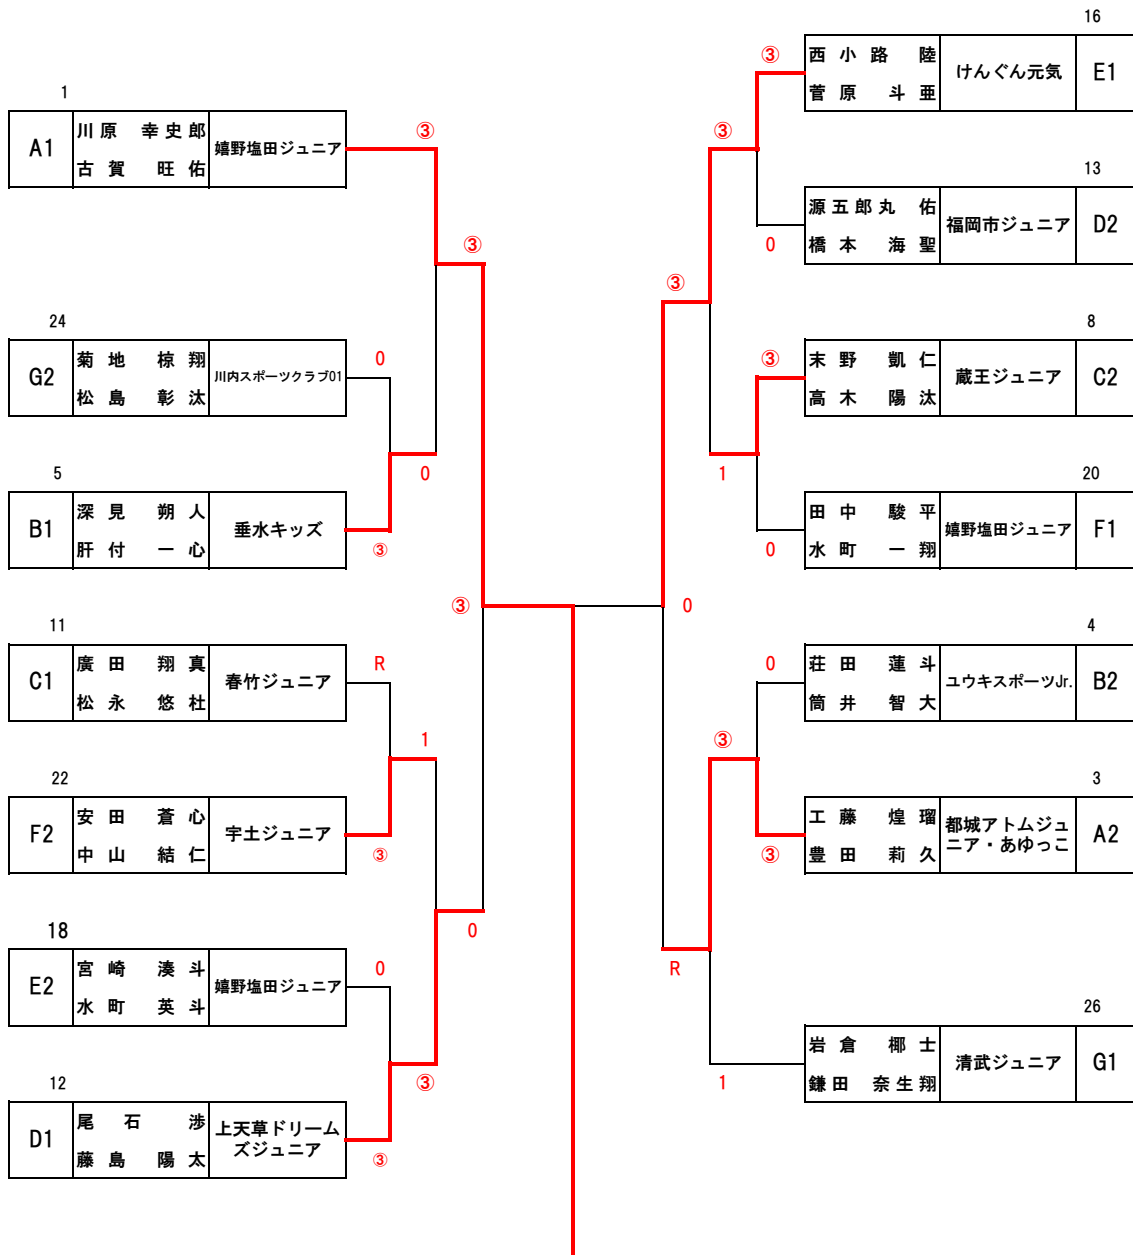 1
A1
川原 幸史郎
古賀 旺佑
嬉野塩田ジュニア
③
③
24
G2
菊地 椋翔
松島 彰汰
川内スポーツクラブ01
0
0
5
B1
深見 朔人
肝付 一心
垂水キッズ
③
③
11
C1
廣田 翔真
松永 悠杜
春竹ジュニア
R
1
22
F2
安田 蒼心
中山 結仁
宇土ジュニア
③
0
18
E2
宮崎 湊斗
水町 英斗
嬉野塩田ジュニア
0
③
12
D1
尾石 渉
藤島 陽太
上天草ドリーム
ズジュニア
③
16
③
西小路 陸
菅原 斗亜
けんぐん元気
E1
③
13
源五郎丸 佑
橋本 海聖
福岡市ジュニア
D2
0
③
8
③
末野 凱仁
高木 陽汰
蔵王ジュニア
C2
1
20
田中 駿平
水町 一翔
嬉野塩田ジュニア
F1
0
0
4
0
荘田 蓮斗
筒井 智大
ユウキスポーツJr.
B2
③
3
工藤 煌瑠
豊田 莉久
都城アトムジュ
ニア・あゆっこ
A2
③
R
26
岩倉 椰士
鎌田 奈生翔
清武ジュニア
G1
1